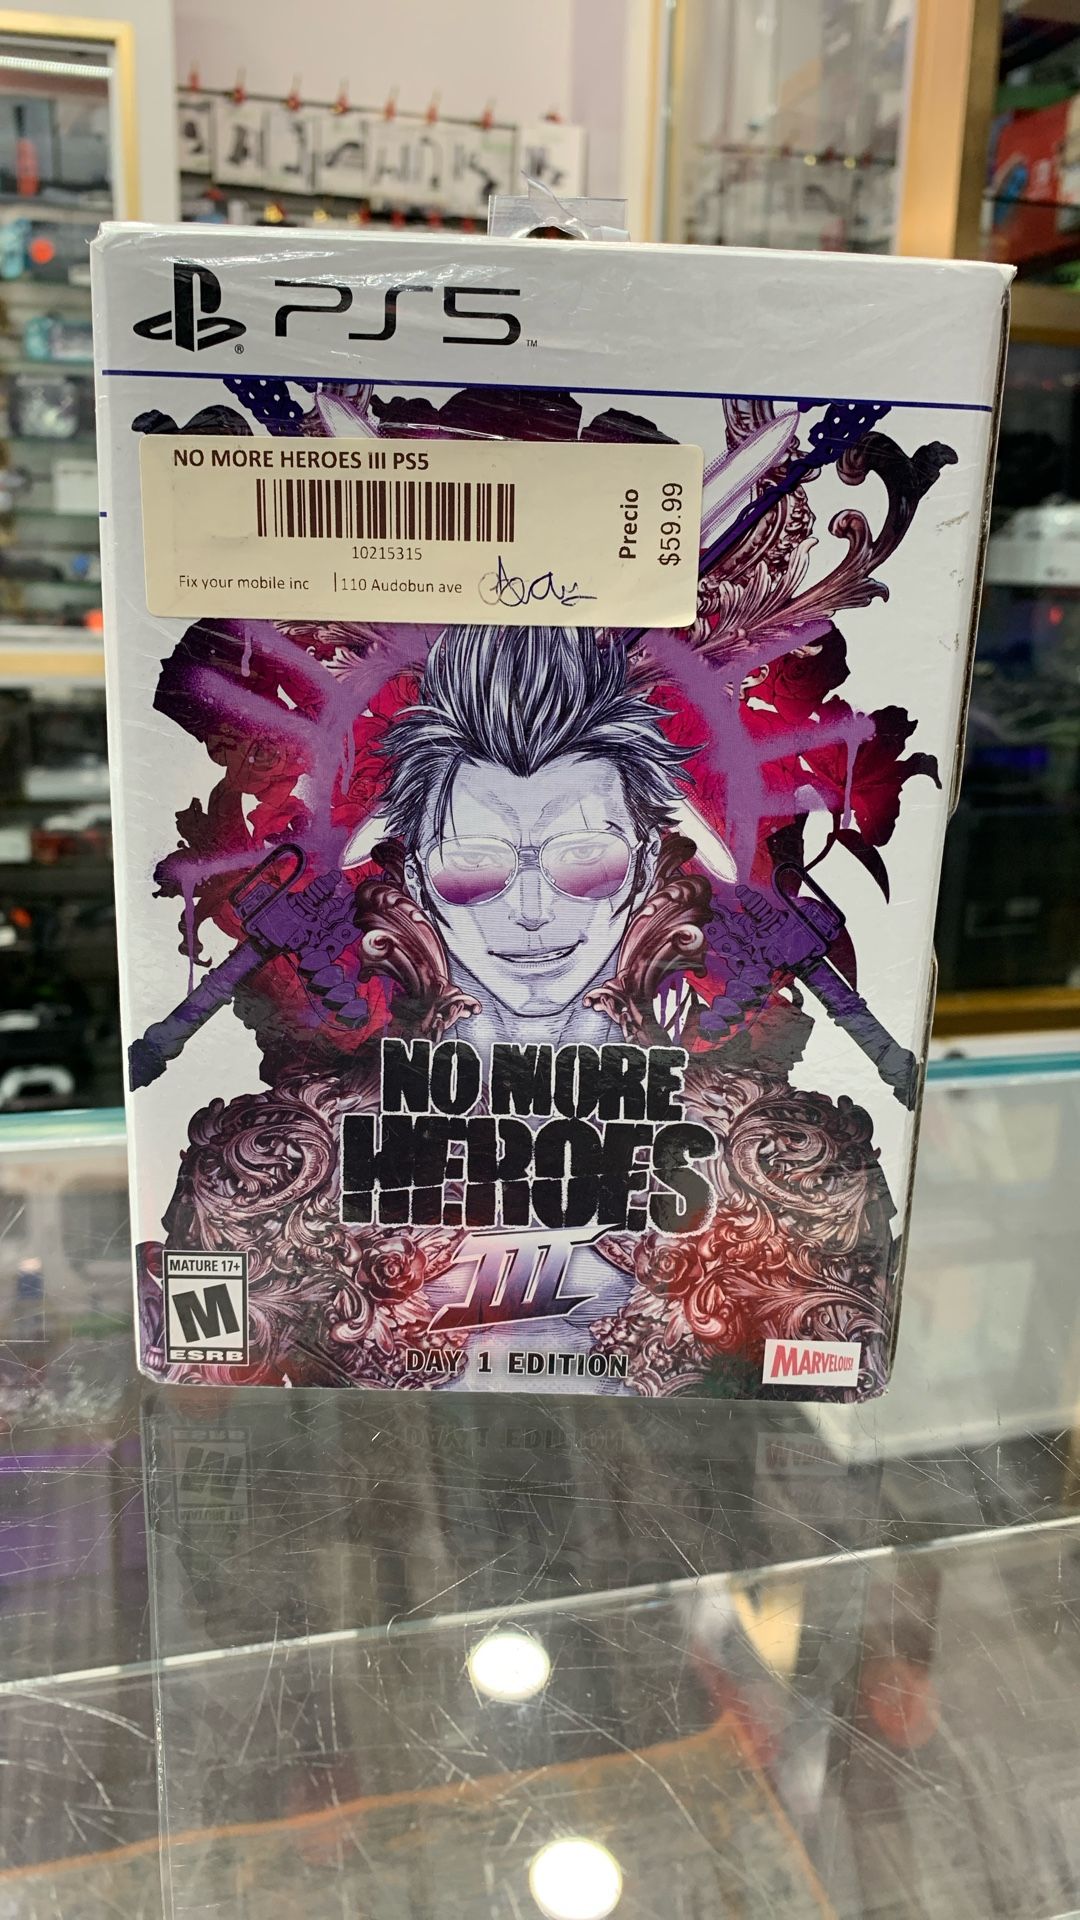 PS5™
NO MORE HEROES III PS5
10215315
Fix your mobile inc | 110 Audobun ave
Precio
$59.99
NO MORE
HEROES
III
MATURE 17+
M
ESRB
DAY 1 EDITION
MARVELOUS!